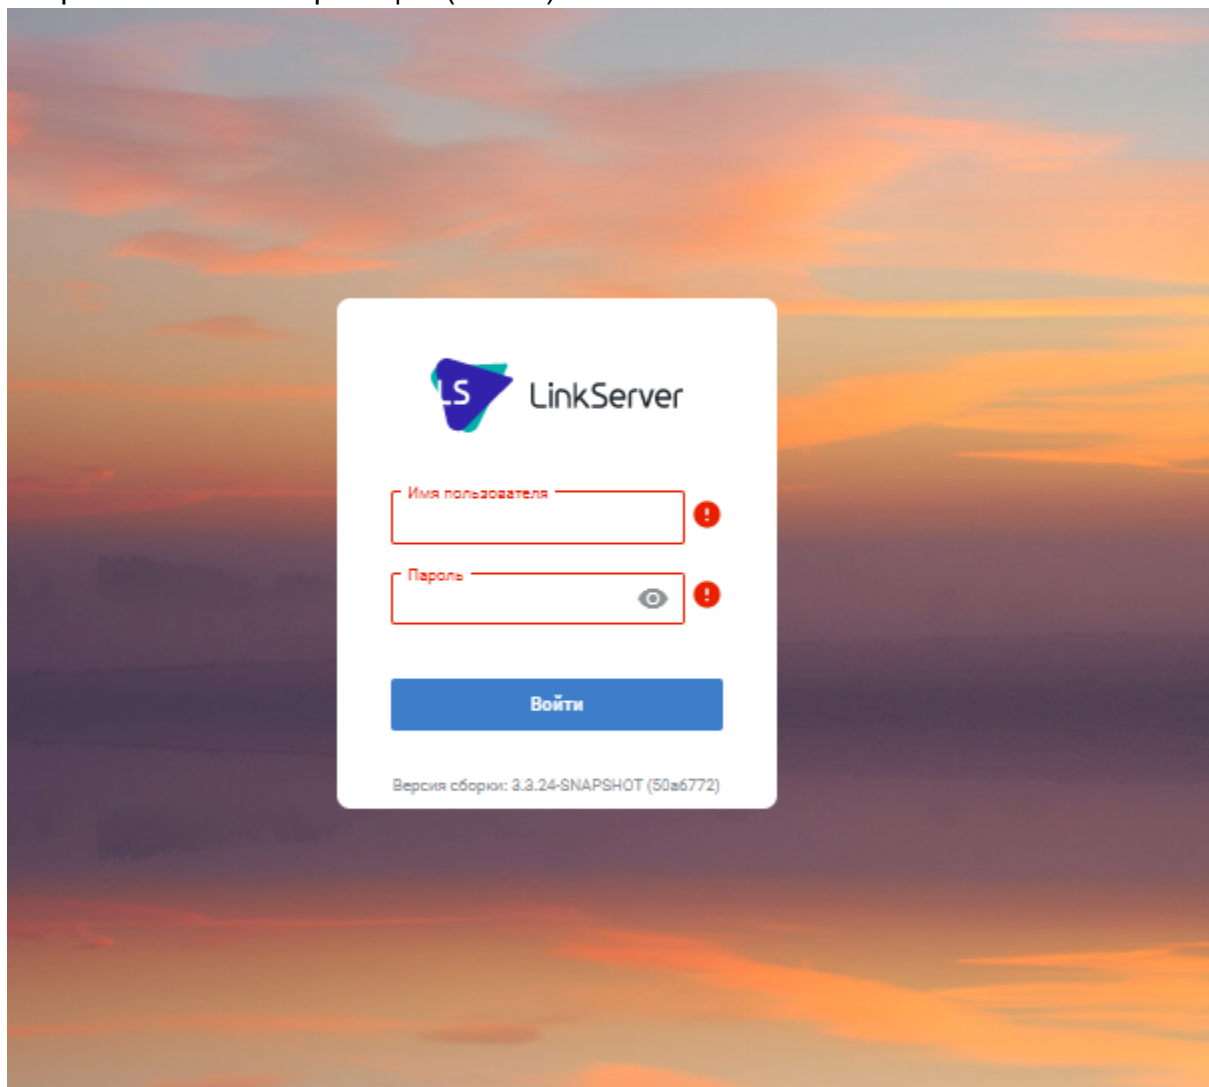 LS LinkServer
Имя пользователя
Пароль
Войти
Версия сборки: 3.3.24-SNAPSHOT (50a6772)